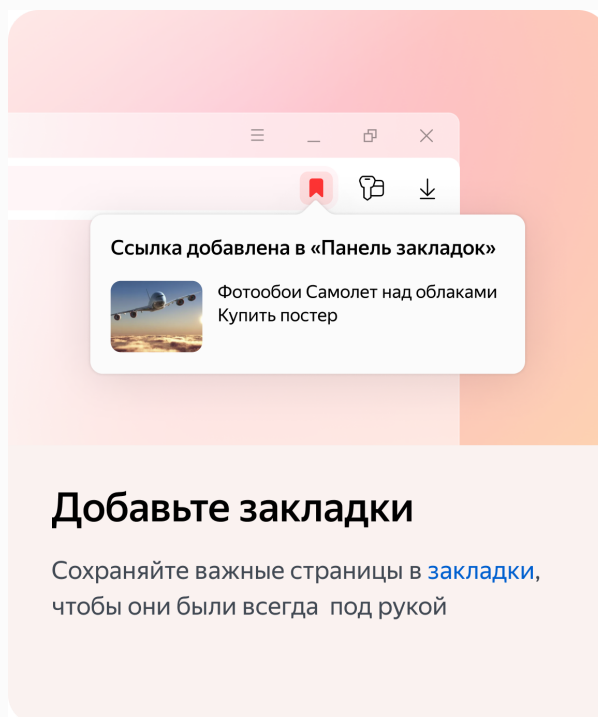 Ссылка добавлена в «Панель закладок»
Фотообои Самолет над облаками
Купить постер
Добавьте закладки
Сохраняйте важные страницы в закладки,
чтобы они были всегда  под рукой